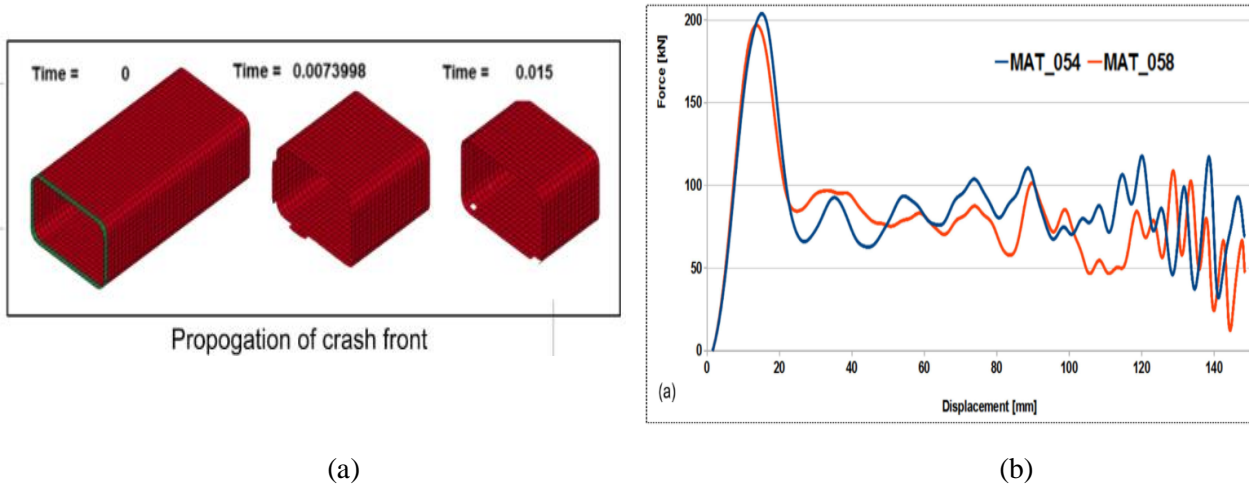 Time = 0 Time = 0.0073998 Time = 0.015
Propogation of crash front
(a)
Force [kN]
200
150
100
50
0
MAT_054 MAT_058
0 20 40 60 80 100 120 140
(a)
Displacement [mm]
(b)